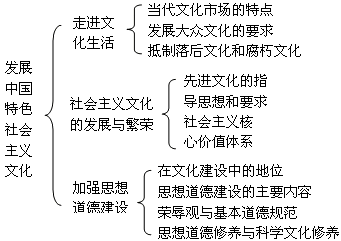 发展
中国
特色
社会
主义
文化
走进文
化生活
当代文化市场的特点
发展大众文化的要求
抵制落后文化和腐朽文化
社会主义文化
的发展与繁荣
先进文化的指
导思想和要求
社会主义核
心价值体系
加强思想
道德建设
在文化建设中的地位
思想道德建设的主要内容
荣辱观与基本道德规范
思想道德修养与科学文化修养